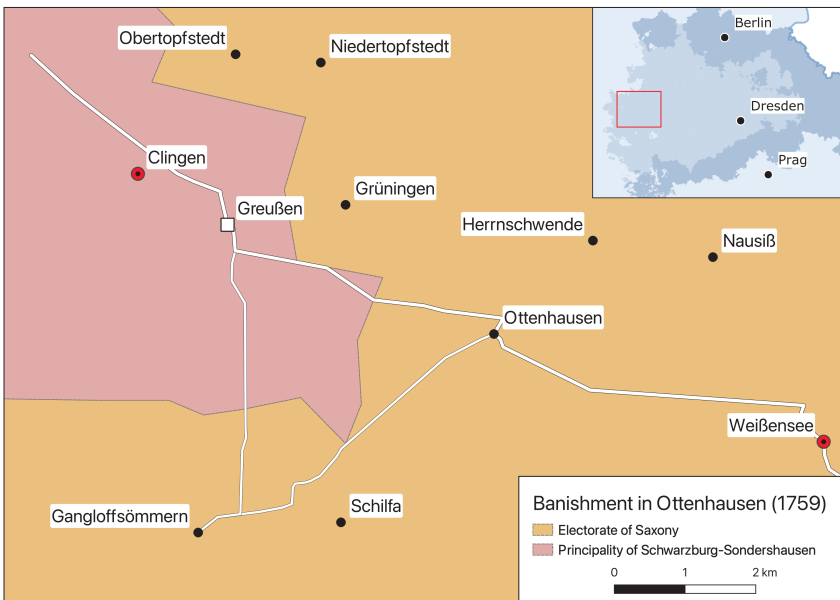 Obertopfstedt
Niedertopfstedt
Berlin
Dresden
Prag
Clingen
Grüningen
Greußen
Herrnschwende
Nausiß
Ottenhausen
Weißensee
Gangloffsömmern
Schilfa
Banishment in Ottenhausen (1759)
Electorate of Saxony
Principality of Schwarzburg-Sondershausen
0 1 2 km